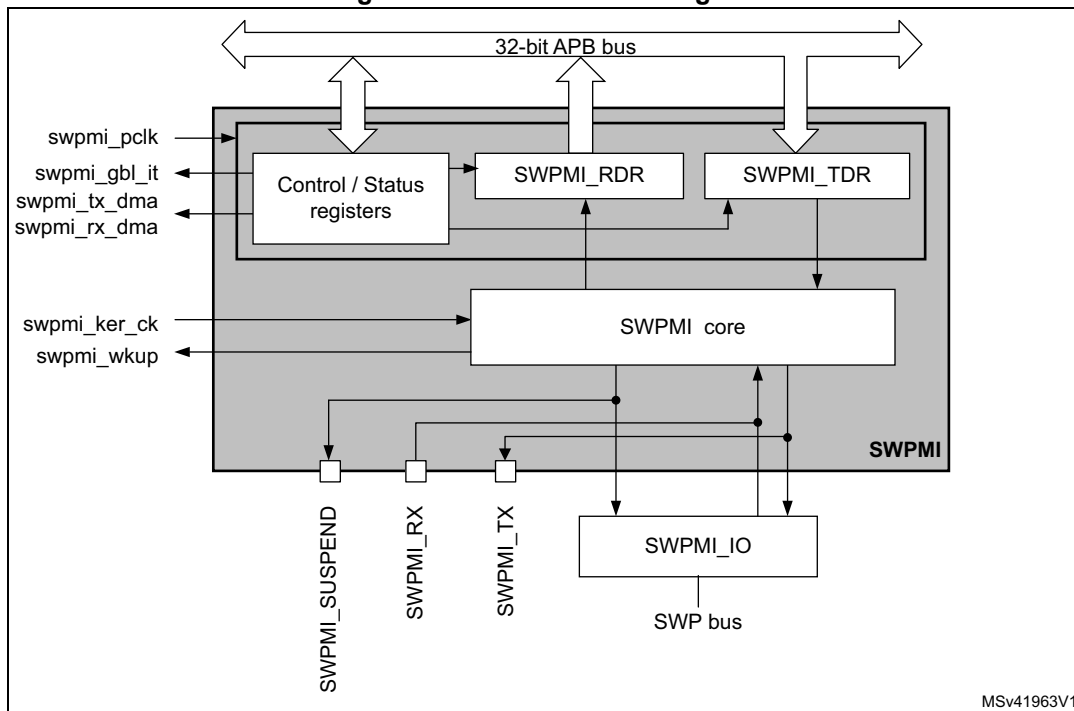 32-bit APB bus
swpmi_pclk
swpmi_gbl_it
swpmi_tx_dma
swpmi_rx_dma
Control / Status
registers
SWPMI_RDR
SWPMI_TDR
swpmi_ker_ck
swpmi_wkup
SWPMI core
SWPMI
SWPMI_SUSPEND
SWPMI_RX
SWPMI_TX
SWPMI_IO
SWP bus
MSv41963V1